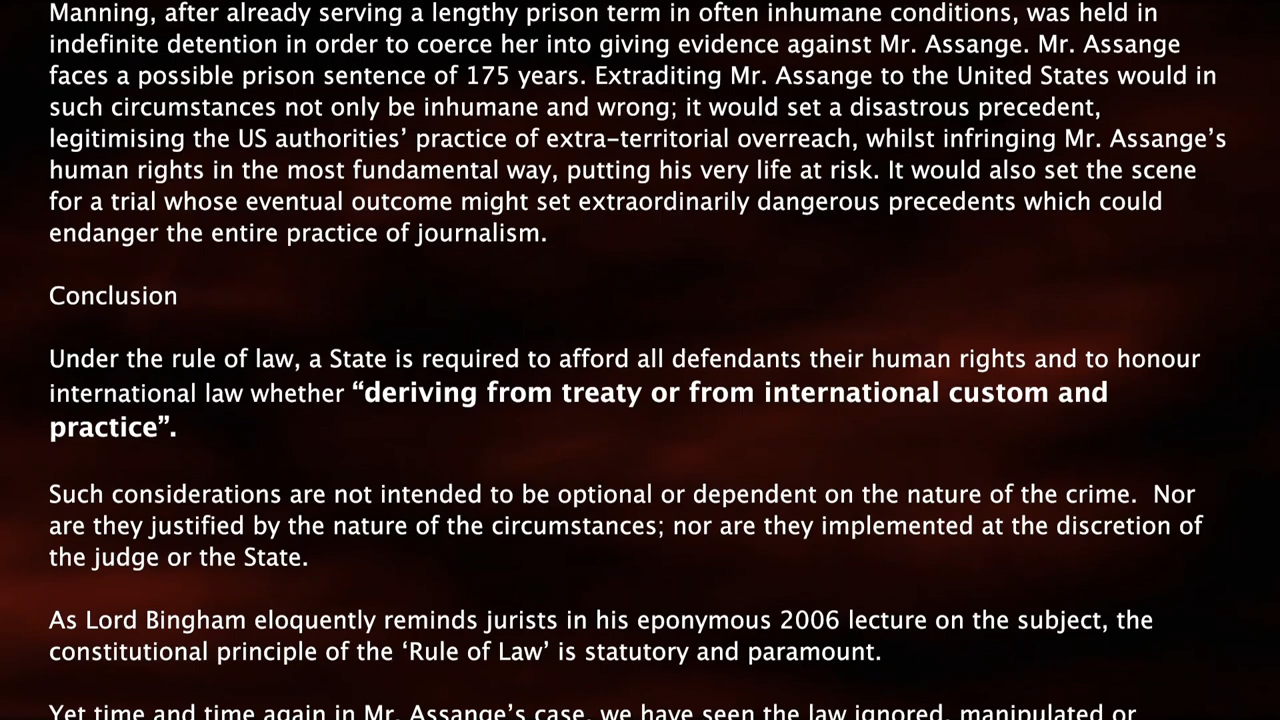 Manning, after already serving a lengthy prison term in often inhumane conditions, was held in
indefinite detention in order to coerce her into giving evidence against Mr. Assange. Mr. Assange
faces a possible prison sentence of 175 years. Extraditing Mr. Assange to the United States would in
such circumstances not only be inhumane and wrong; it would set a disastrous precedent,
legitimising the US authorities’ practice of extra-territorial overreach, whilst infringing Mr. Assange’s
human rights in the most fundamental way, putting his very life at risk. It would also set the scene
for a trial whose eventual outcome might set extraordinarily dangerous precedents which could
endanger the entire practice of journalism.
Conclusion
Under the rule of law, a State is required to afford all defendants their human rights and to honour
international law whether “deriving from treaty or from international custom and
practice”.
Such considerations are not intended to be optional or dependent on the nature of the crime.  Nor
are they justified by the nature of the circumstances; nor are they implemented at the discretion of
the judge or the State.
As Lord Bingham eloquently reminds jurists in his eponymous 2006 lecture on the subject, the
constitutional principle of the ‘Rule of Law’ is statutory and paramount.
Yet time and time again in Mr. Assange’s case, we have seen the law ignored, manipulated or